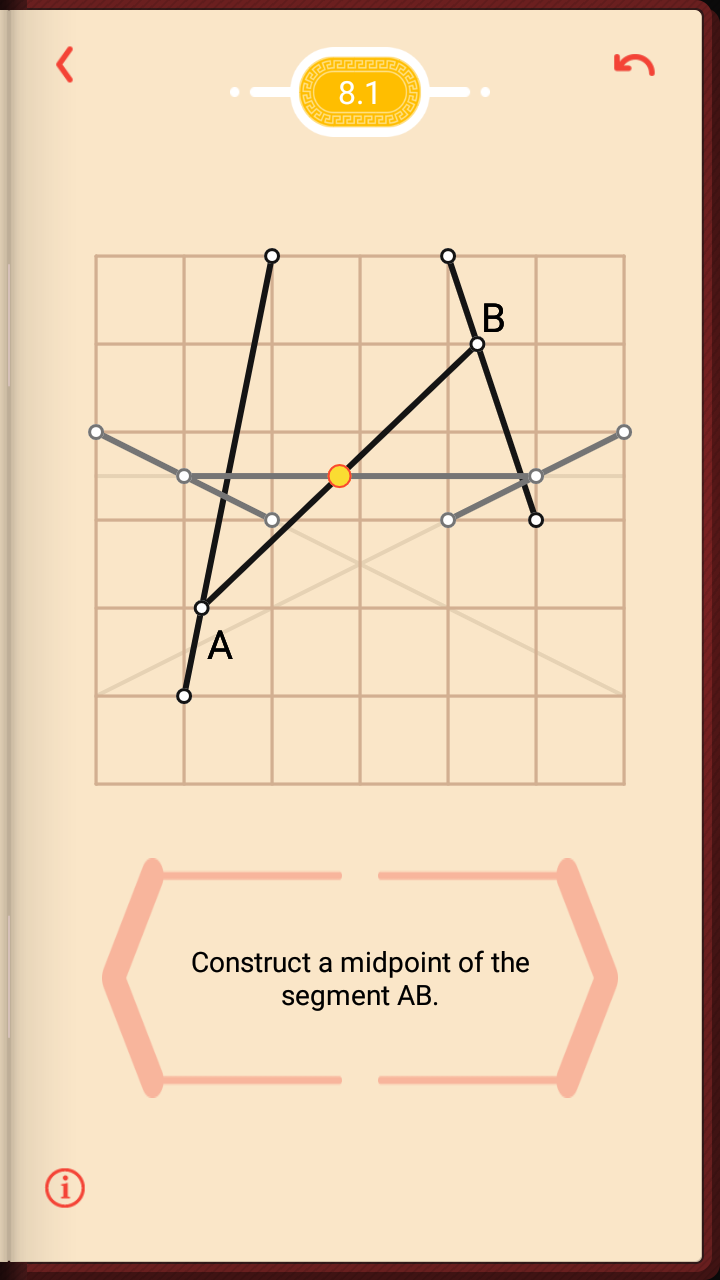 8.1
B
A
Construct a midpoint of the
segment AB.
i